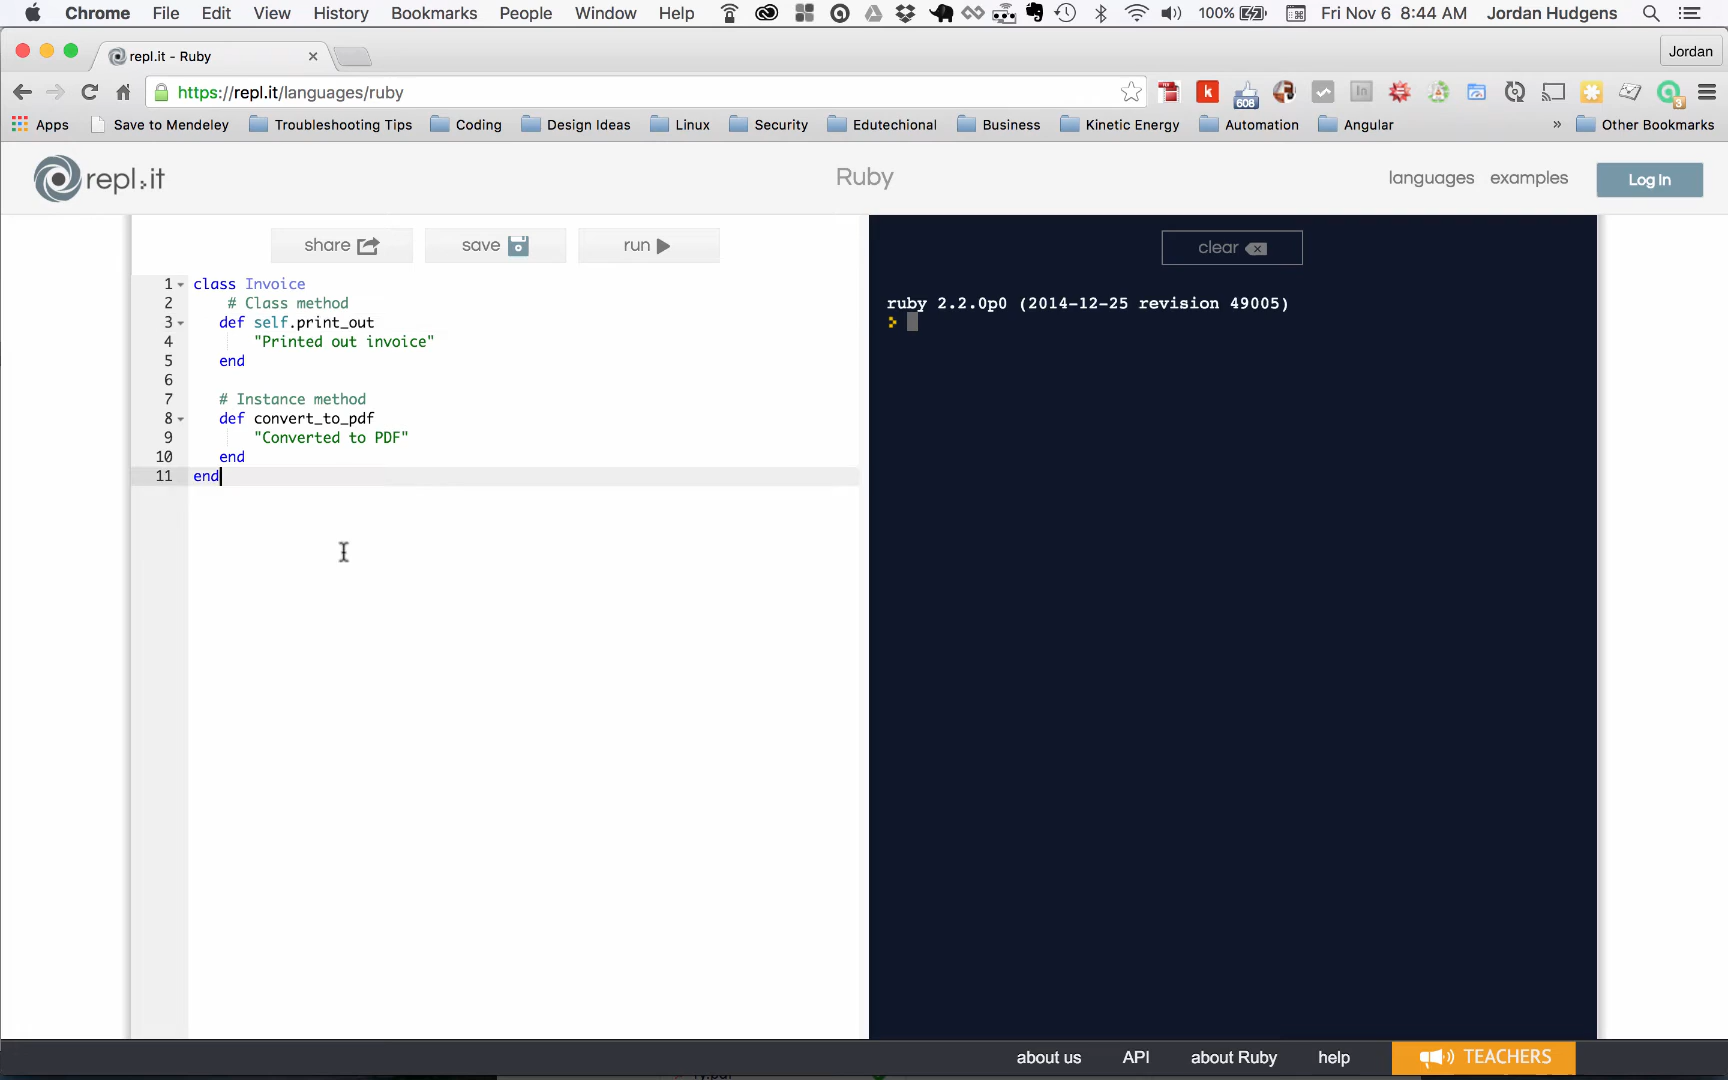 Chrome File Edit View History Bookmarks People Window Help 100% Fri Nov 6 8:44 AM Jordan Hudgens
repl.it - Ruby Jordan
https://repl.it/languages/ruby k 608 In 3
Apps Save to Mendeley Troubleshooting Tips Coding Design Ideas Linux Security Edutechional Business Kinetic Energy Automation Angular » Other Bookmarks
repl.it Ruby languages examples Log In
share save run clear
1 class Invoice
2 # Class method
3 def self.print_out
4 "Printed out invoice"
5 end
6
7 # Instance method
8 def convert_to_pdf
9 "Converted to PDF"
10 end
11 end
ruby 2.2.0p0 (2014-12-25 revision 49005)
>
about us API about Ruby help TEACHERS